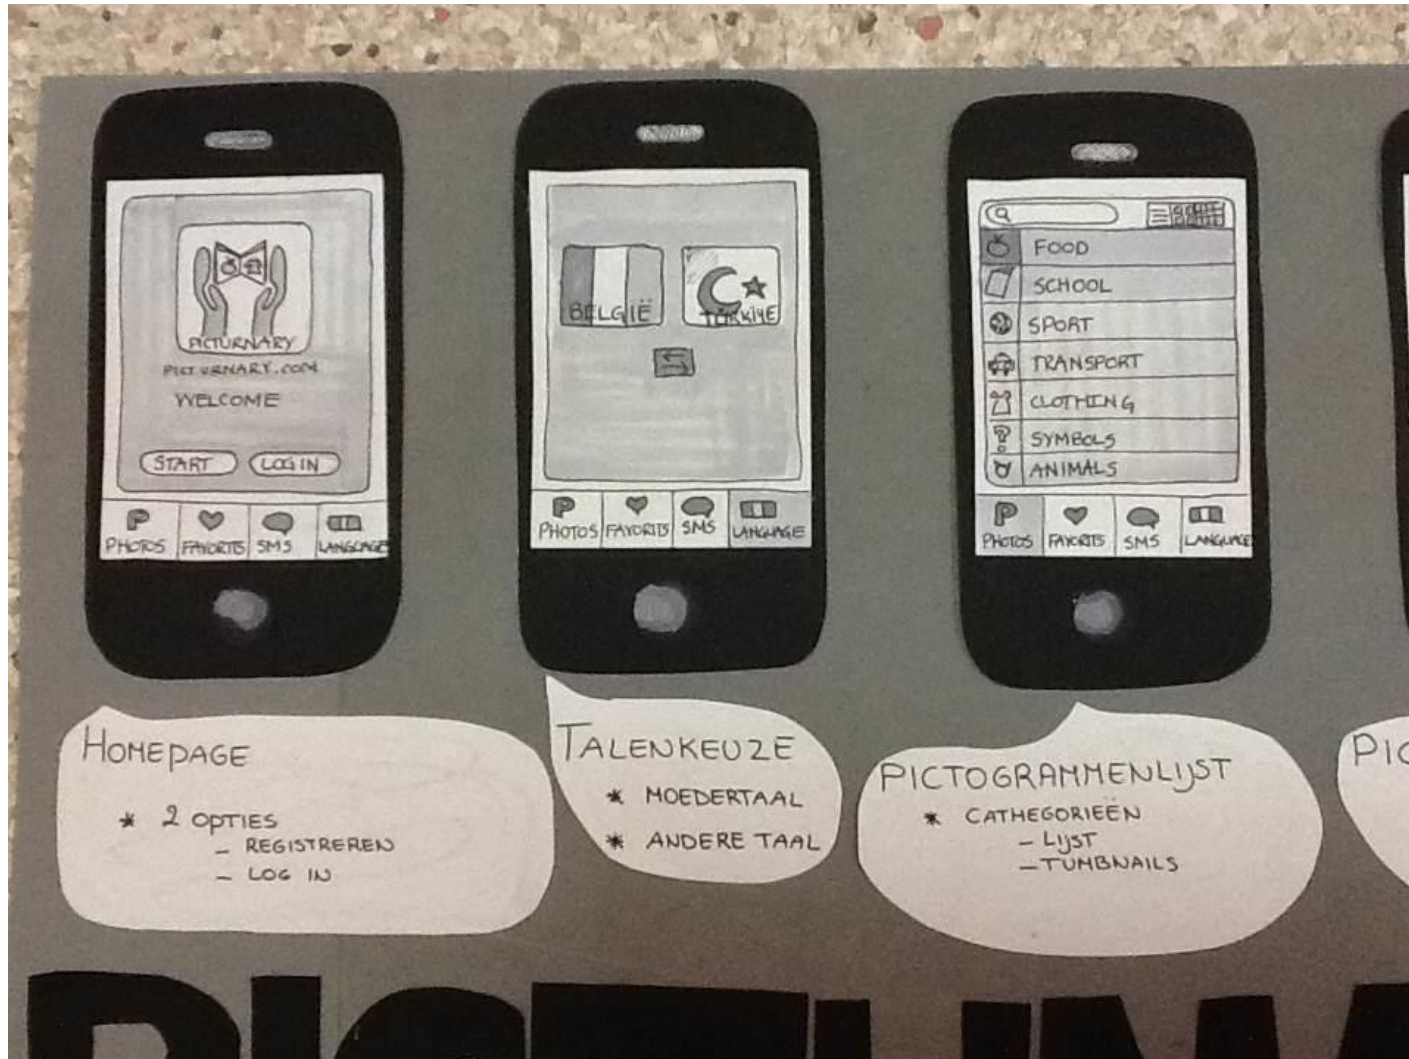 PICTURNARY
PICTURNARY.COM
WELCOME
START LOGIN
PHOTOS FAVORITS SMS LANGUAGE
BELGIË TÜRKIYE
PHOTOS FAVORITS SMS LANGUAGE
FOOD
SCHOOL
SPORT
TRANSPORT
CLOTHING
SYMBOLS
ANIMALS
PHOTOS FAVORITS SMS LANGUAGE
HOMEPAGE
* 2 OPTIES
– REGISTREREN
– LOG IN
TALENKEUZE
* MOEDERTAAL
* ANDERE TAAL
PICTOGRAMMENLIJST
* CATHEGORIEËN
– LIJST
– TUMBNAILS
PIC